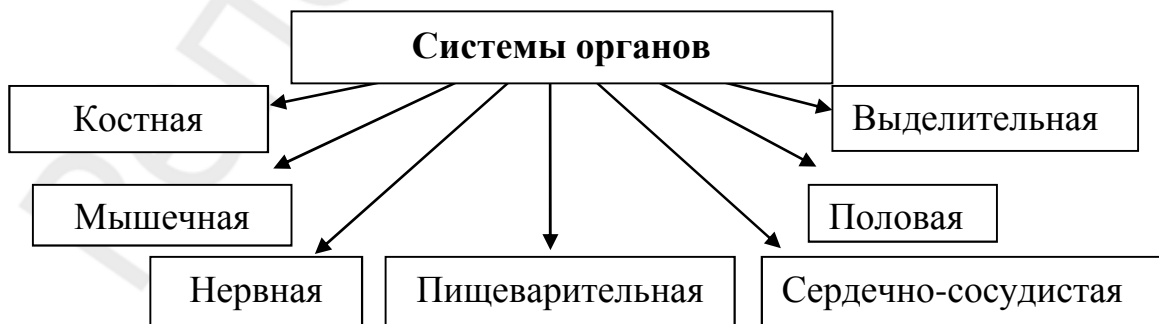 Системы органов
Костная
Выделительная
Мышечная
Половая
Нервная
Пищеварительная
Сердечно-сосудистая